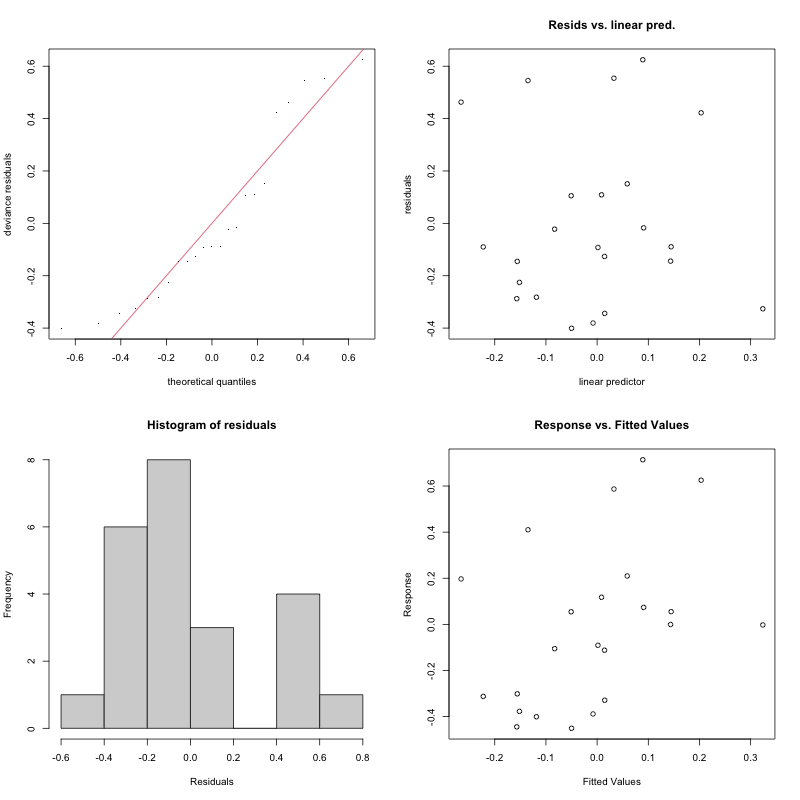 deviance residuals
0.6
0.4
0.2
0.0
-0.2
-0.4
-0.6 -0.4 -0.2 0.0 0.2 0.4 0.6
theoretical quantiles
Resids vs. linear pred.
residuals
0.6
0.4
0.2
0.0
-0.2
-0.4
-0.2 -0.1 0.0 0.1 0.2 0.3
linear predictor
Histogram of residuals
Frequency
8
6
4
2
0
-0.6 -0.4 -0.2 0.0 0.2 0.4 0.6 0.8
Residuals
Response vs. Fitted Values
Response
0.6
0.4
0.2
0.0
-0.2
-0.4
-0.2 -0.1 0.0 0.1 0.2 0.3
Fitted Values